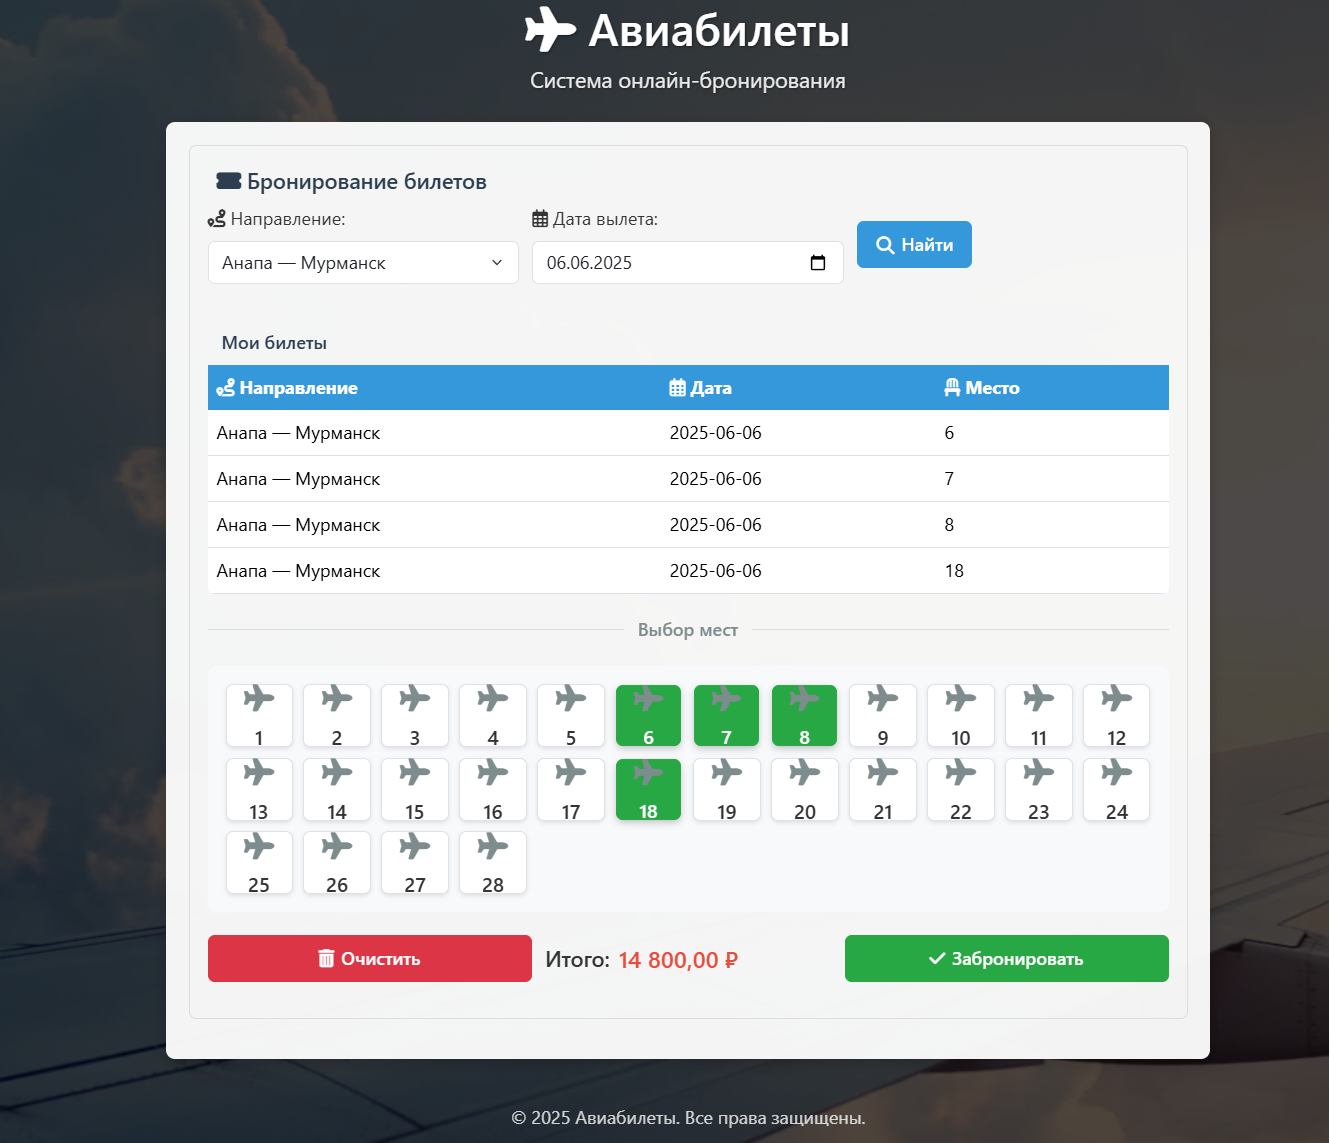 Авиабилеты
Система онлайн-бронирования
Бронирование билетов
Направление:
Дата вылета:
Анапа — Мурманск
06.06.2025
Найти
Мои билеты
Направление Дата Место
Анапа — Мурманск 2025-06-06 6
Анапа — Мурманск 2025-06-06 7
Анапа — Мурманск 2025-06-06 8
Анапа — Мурманск 2025-06-06 18
Выбор мест
1 2 3 4 5 6 7 8 9 10 11 12
13 14 15 16 17 18 19 20 21 22 23 24
25 26 27 28
Очистить
Итого: 14 800,00 ₽
Забронировать
© 2025 Авиабилеты. Все права защищены.